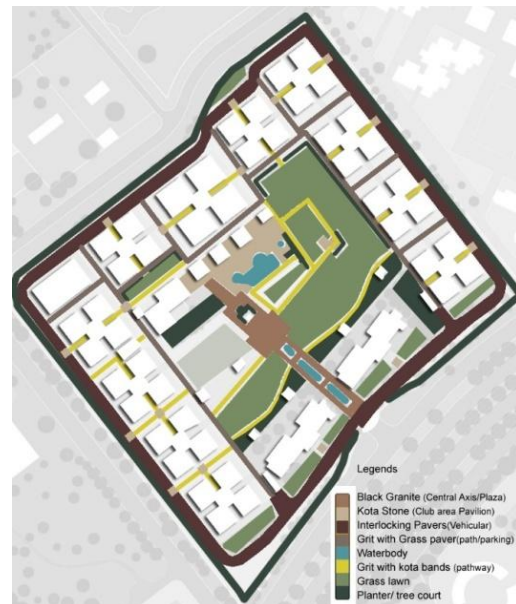 Legends
Black Granite (Central Axis/Plaza)
Kota Stone (Club area Pavilion)
Interlocking Pavers(Vehicular)
Grit with Grass paver(path/parking)
Waterbody
Grit with kota bands (pathway)
Grass lawn
Planter/ tree court